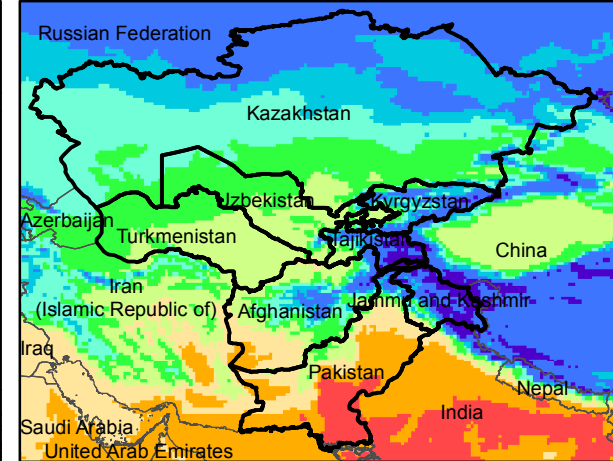 Russian Federation
Kazakhstan
Uzbekistan
Kyrgyzstan
Azerbaijan
Turkmenistan
Tajikistan
China
Iran
(Islamic Republic of)
Afghanistan
Jammu and Kashmir
Iraq
Pakistan
Nepal
India
Saudi Arabia
United Arab Emirates